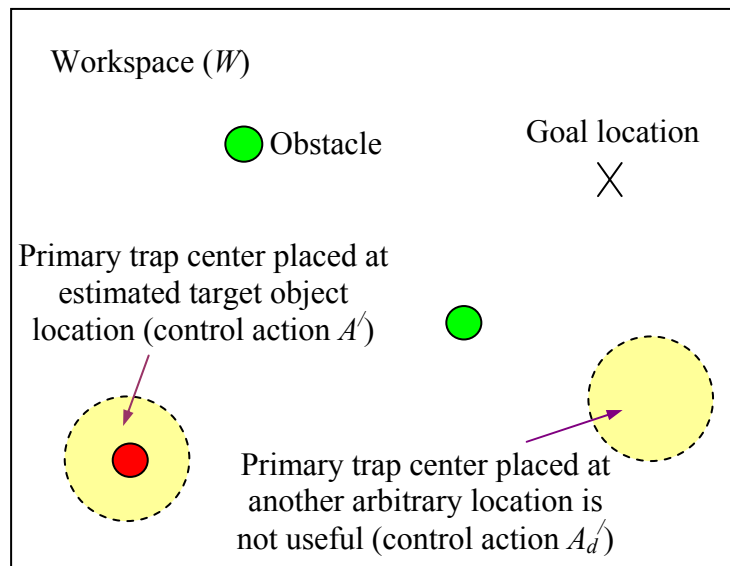 Workspace (W)
Obstacle
Goal location
Primary trap center placed at
estimated target object
location (control action A′)
Primary trap center placed at
another arbitrary location is
not useful (control action A_d′)